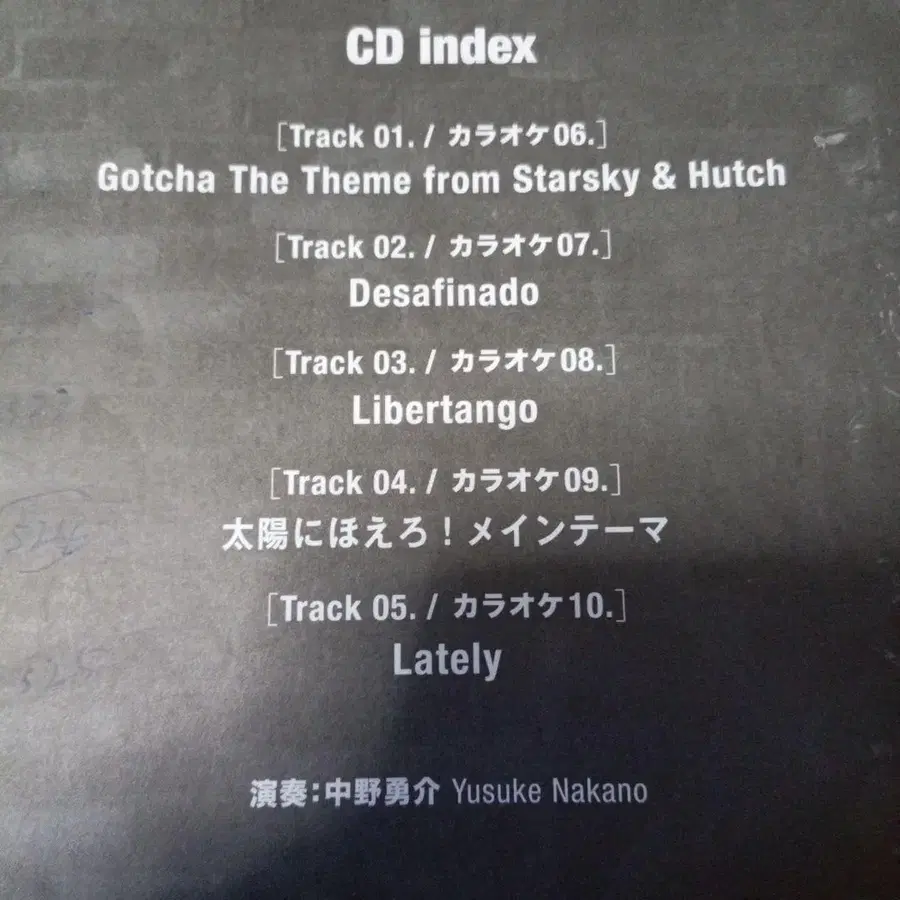 CD index
[Track 01. / カラオケ06.]
Gotcha The Theme from Starsky & Hutch
[Track 02. / カラオケ07.]
Desafinado
[Track 03. / カラオケ08.]
Libertango
[Track 04. / カラオケ09.]
太陽にほえろ！メインテーマ
[Track 05. / カラオケ10.]
Lately
演奏:中野勇介 Yusuke Nakano